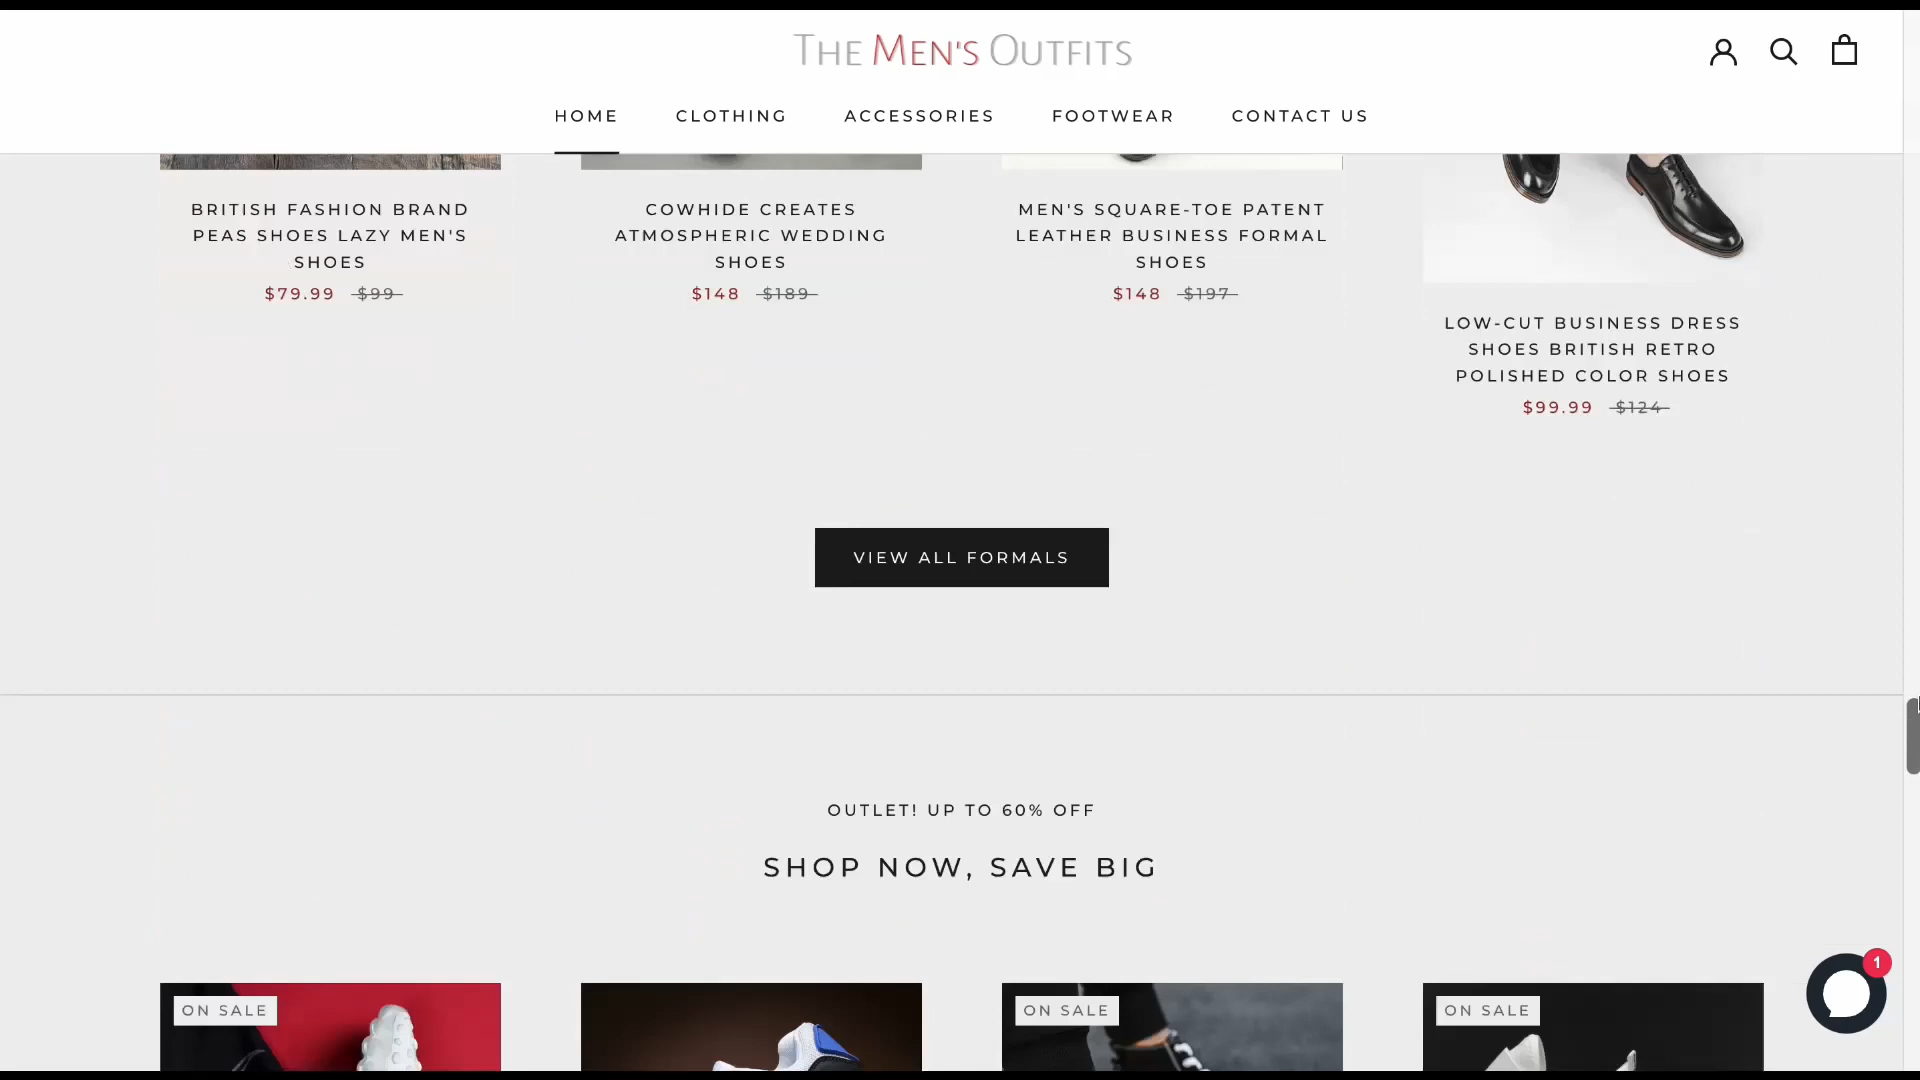 THE MEN'S OUTFITS
HOME CLOTHING ACCESSORIES FOOTWEAR CONTACT US
BRITISH FASHION BRAND
PEAS SHOES LAZY MEN'S
SHOES
$79.99 $99
COWHIDE CREATES
ATMOSPHERIC WEDDING
SHOES
$148 $189
MEN'S SQUARE-TOE PATENT
LEATHER BUSINESS FORMAL
SHOES
$148 $197
LOW-CUT BUSINESS DRESS
SHOES BRITISH RETRO
POLISHED COLOR SHOES
$99.99 $124
VIEW ALL FORMALS
OUTLET! UP TO 60% OFF
SHOP NOW, SAVE BIG
ON SALE
ON SALE
ON SALE
1